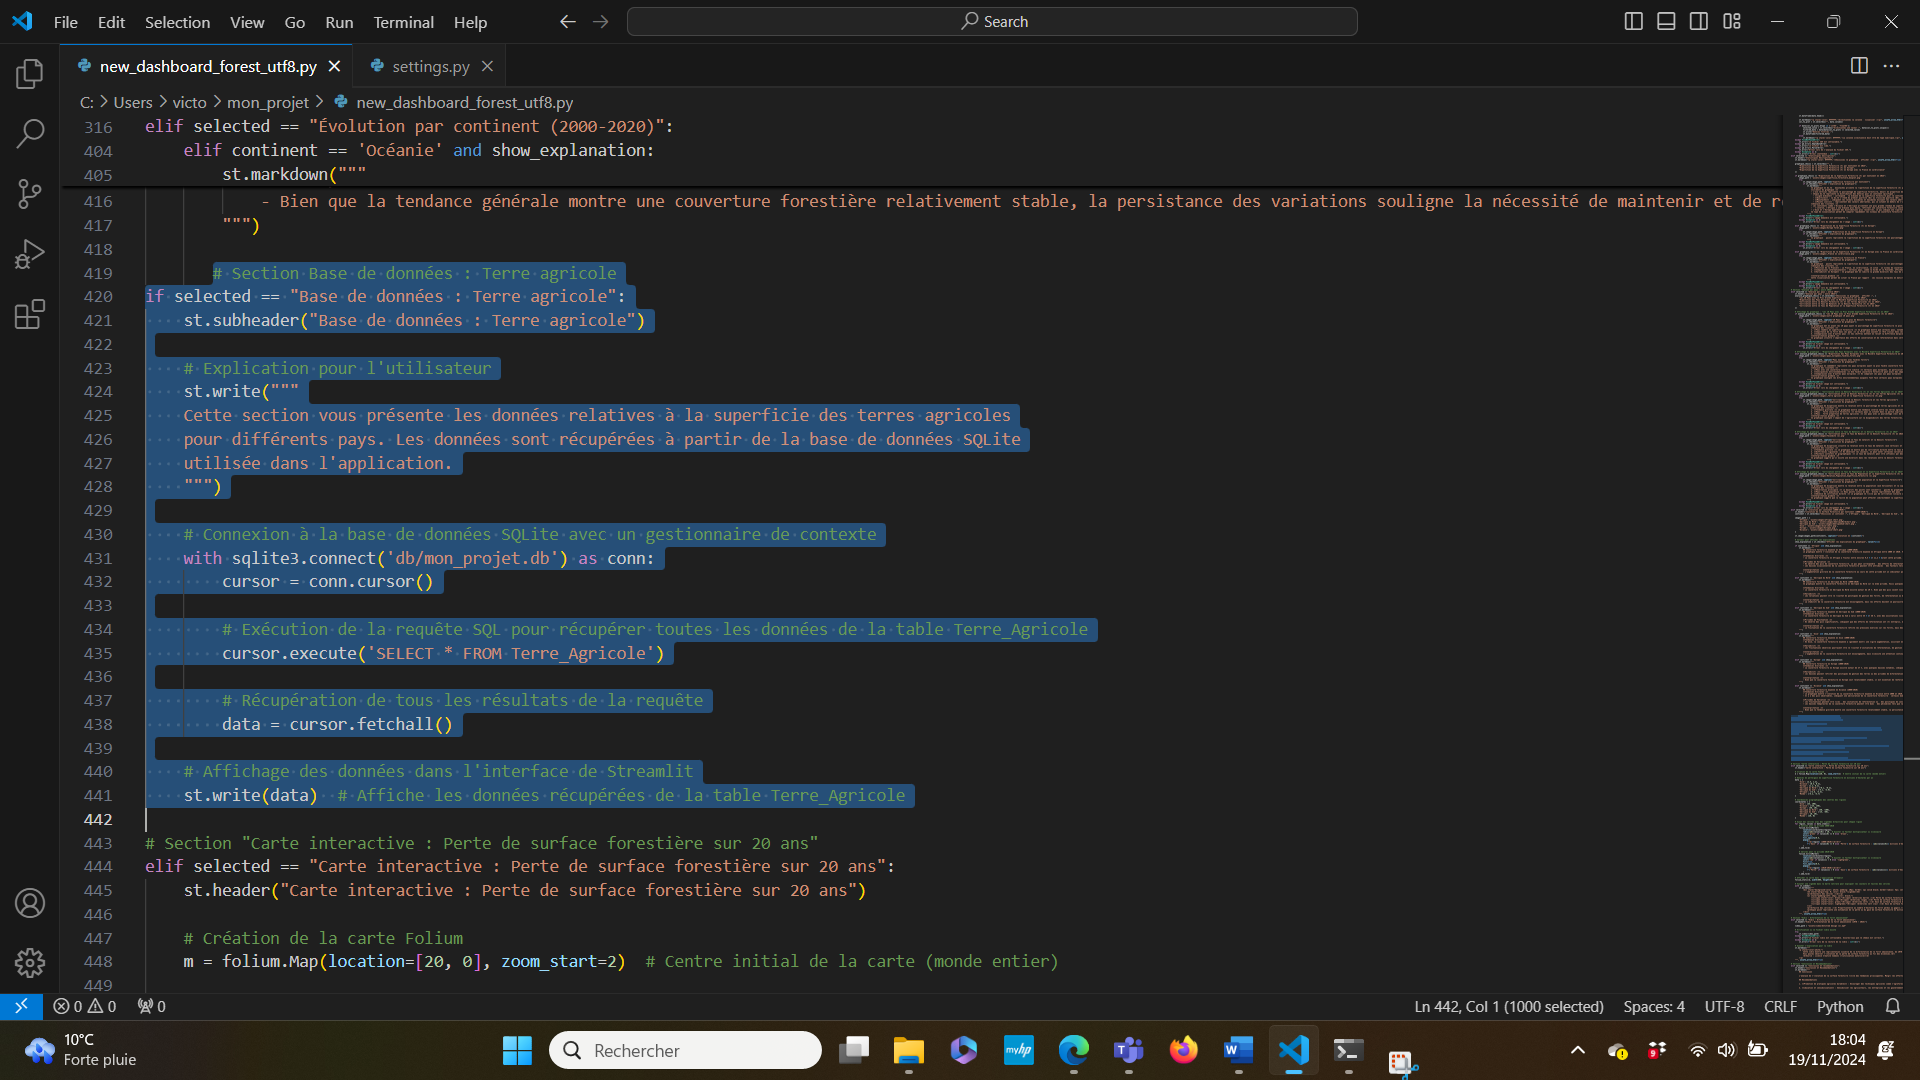 File Edit Selection View Go Run Terminal Help
Search
new_dashboard_forest_utf8.py
settings.py
C: > Users > victo > mon_projet > new_dashboard_forest_utf8.py
316 elif selected == "Évolution par continent (2000-2020)":
404 elif continent == 'Océanie' and show_explanation:
405 st.markdown("""
416 - Bien que la tendance générale montre une couverture forestière relativement stable, la persistance des variations souligne la nécessité de maintenir et de
417 """)
418
419 # Section Base de données : Terre agricole
420 if selected == "Base de données : Terre agricole":
421 st.subheader("Base de données : Terre agricole")
422
423 # Explication pour l'utilisateur
424 st.write("""
425 Cette section vous présente les données relatives à la superficie des terres agricoles
426 pour différents pays. Les données sont récupérées à partir de la base de données SQLite
427 utilisée dans l'application.
428 """)
429
430 # Connexion à la base de données SQLite avec un gestionnaire de contexte
431 with sqlite3.connect('db/mon_projet.db') as conn:
432 cursor = conn.cursor()
433
434 # Exécution de la requête SQL pour récupérer toutes les données de la table Terre_Agricole
435 cursor.execute('SELECT * FROM Terre_Agricole')
436
437 # Récupération de tous les résultats de la requête
438 data = cursor.fetchall()
439
440 # Affichage des données dans l'interface de Streamlit
441 st.write(data) # Affiche les données récupérées de la table Terre_Agricole
442
443 # Section "Carte interactive : Perte de surface forestière sur 20 ans"
444 elif selected == "Carte interactive : Perte de surface forestière sur 20 ans":
445 st.header("Carte interactive : Perte de surface forestière sur 20 ans")
446
447 # Création de la carte Folium
448 m = folium.Map(location=[20, 0], zoom_start=2) # Centre initial de la carte (monde entier)
449
0 0 0
Ln 442, Col 1 (1000 selected) Spaces: 4 UTF-8 CRLF Python
10°C
Forte pluie
Rechercher
myhp
18:04
19/11/2024